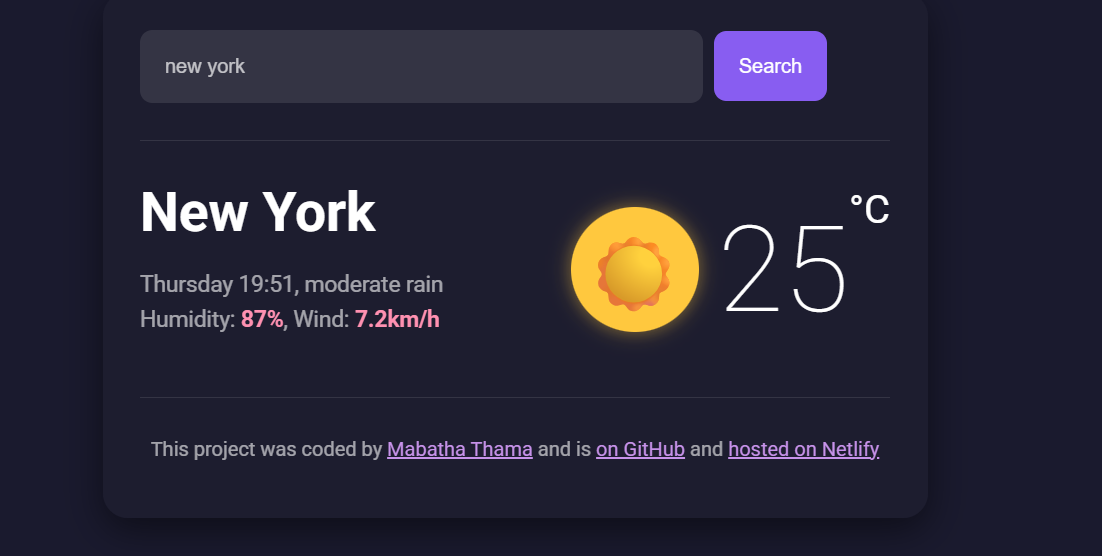 new york
Search
New York
25
°C
Thursday 19:51, moderate rain
Humidity: 87%, Wind: 7.2km/h
This project was coded by Mabatha Thama and is on GitHub and hosted on Netlify